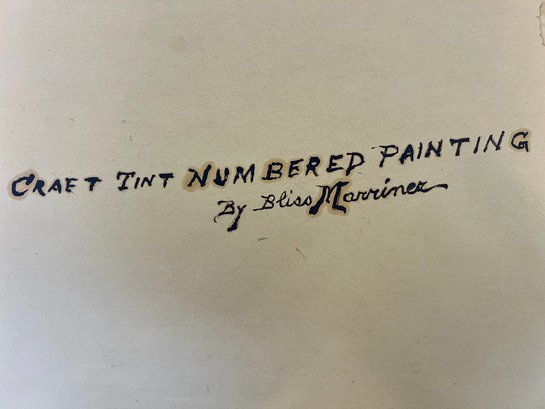 CRAFT TINT NUMBERED PAINTING
By Bliss Marriner